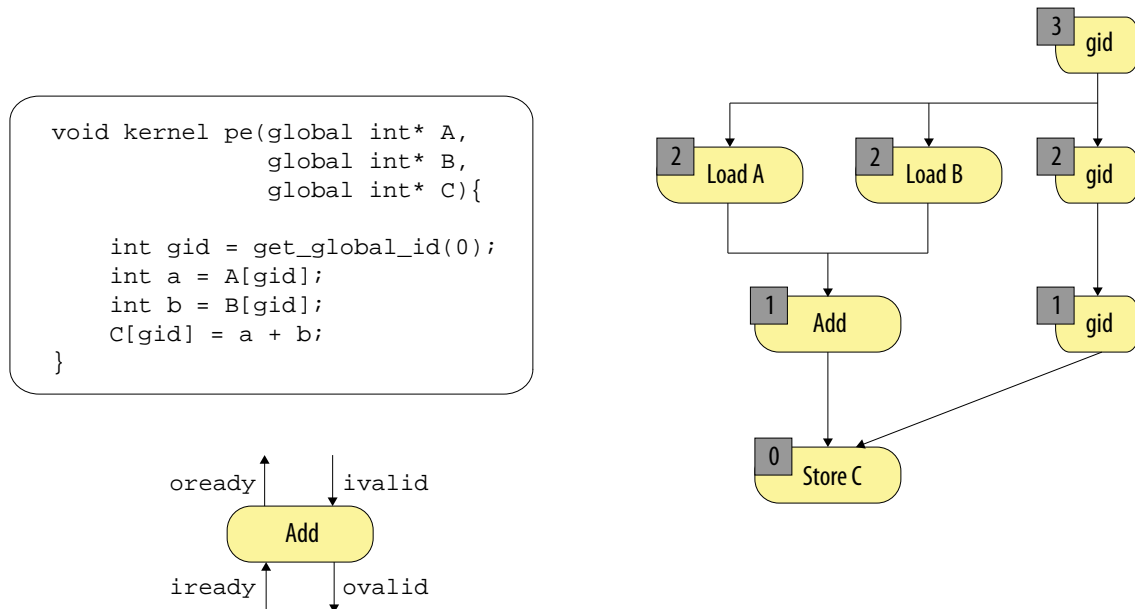 void kernel pe(global int* A,
global int* B,
global int* C){
int gid = get_global_id(0);
int a = A[gid];
int b = B[gid];
C[gid] = a + b;
}
oready
ivalid
Add
iready
ovalid
3
gid
2
Load A
2
Load B
2
gid
1
Add
1
gid
0
Store C